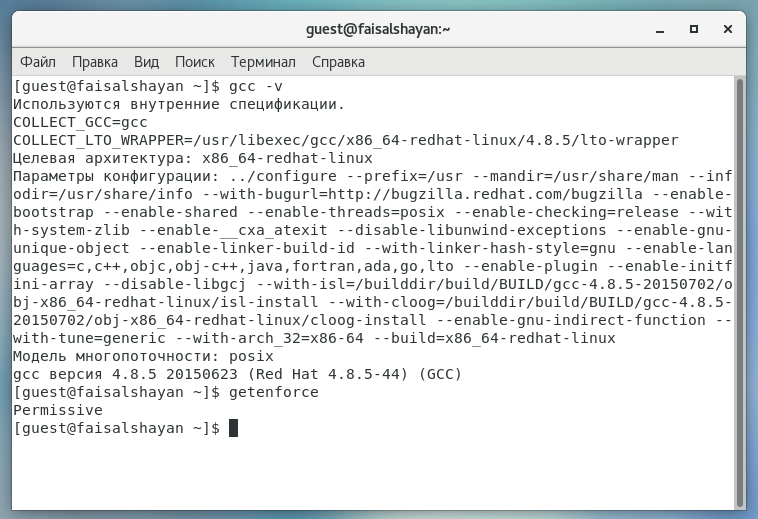 guest@faisalshayan:~
Файл Правка Вид Поиск Терминал Справка
[guest@faisalshayan ~]$ gcc -v
Используются внутренние спецификации.
COLLECT_GCC=gcc
COLLECT_LTO_WRAPPER=/usr/libexec/gcc/x86_64-redhat-linux/4.8.5/lto-wrapper
Целевая архитектура: x86_64-redhat-linux
Параметры конфигурации: ../configure --prefix=/usr --mandir=/usr/share/man --inf
odir=/usr/share/info --with-bugurl=http://bugzilla.redhat.com/bugzilla --enable-
bootstrap --enable-shared --enable-threads=posix --enable-checking=release --wit
h-system-zlib --enable-__cxa_atexit --disable-libunwind-exceptions --enable-gnu-
unique-object --enable-linker-build-id --with-linker-hash-style=gnu --enable-lan
guages=c,c++,objc,obj-c++,java,fortran,ada,go,lto --enable-plugin --enable-initf
ini-array --disable-libgcj --with-isl=/builddir/build/BUILD/gcc-4.8.5-20150702/o
bj-x86_64-redhat-linux/isl-install --with-cloog=/builddir/build/BUILD/gcc-4.8.5-
20150702/obj-x86_64-redhat-linux/cloog-install --enable-gnu-indirect-function --
with-tune=generic --with-arch_32=x86-64 --build=x86_64-redhat-linux
Модель многопоточности: posix
gcc версия 4.8.5 20150623 (Red Hat 4.8.5-44) (GCC)
[guest@faisalshayan ~]$ getenforce
Permissive
[guest@faisalshayan ~]$